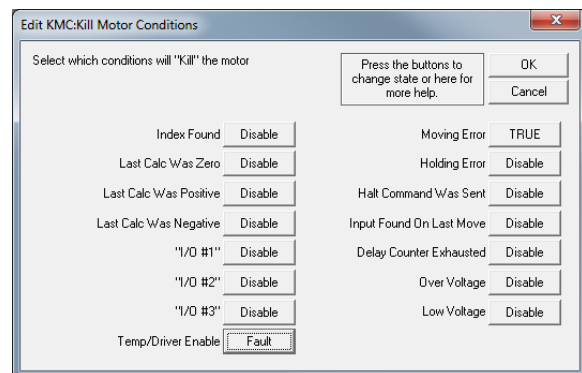 Edit KMC:Kill Motor Conditions
Select which conditions will "Kill" the motor
Press the buttons to
change state or here for
more help.
OK
Cancel
Index Found Disable
Last Calc Was Zero Disable
Last Calc Was Positive Disable
Last Calc Was Negative Disable
"I/O #1" Disable
"I/O #2" Disable
"I/O #3" Disable
Temp/Driver Enable Fault
Moving Error TRUE
Holding Error Disable
Halt Command Was Sent Disable
Input Found On Last Move Disable
Delay Counter Exhausted Disable
Over Voltage Disable
Low Voltage Disable